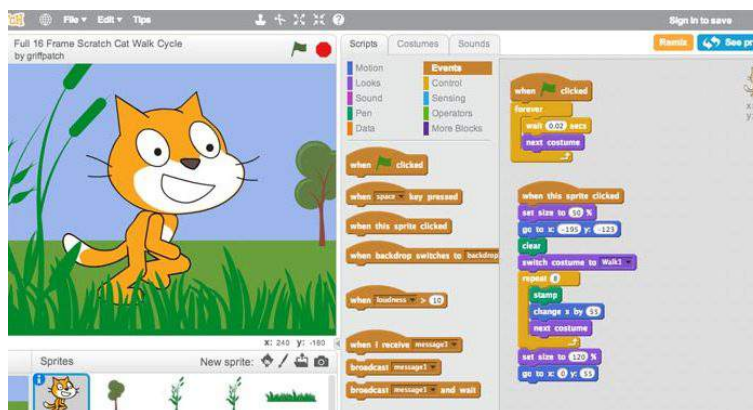 File Edit Tips
Sign in to save
Full 16 Frame Scratch Cat Walk Cycle
by griffpatch
Scripts Costumes Sounds
Remix
See
Motion Events
Looks Control
Sound Sensing
Pen Operators
Data More Blocks
when clicked
when space key pressed
when this sprite clicked
when backdrop switches to
when loudness > 10
when I receive message1
broadcast message1
broadcast message1 and wait
when clicked
forever
wait 0.02 secs
next costume
when this sprite clicked
set size to 50 %
go to x: -195 y: -123
clear
switch costume to Walk1
repeat 8
stamp
change x by 55
next costume
set size to 120 %
go to x: 0 y: 55
x: 240 y: -180
Sprites New sprite: